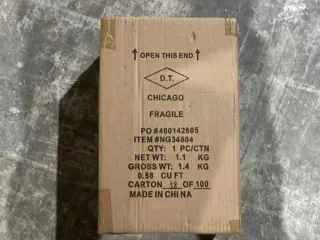 ↑ OPEN THIS END ↑
D.T.
CHICAGO
FRAGILE
PO#400142605
ITEM#NG34884
QTY: 1 PC/CTN
NET WT: 1.1 KG
GROSS WT: 1.4 KG
0.58 CU FT
CARTON OF 100
MADE IN CHINA